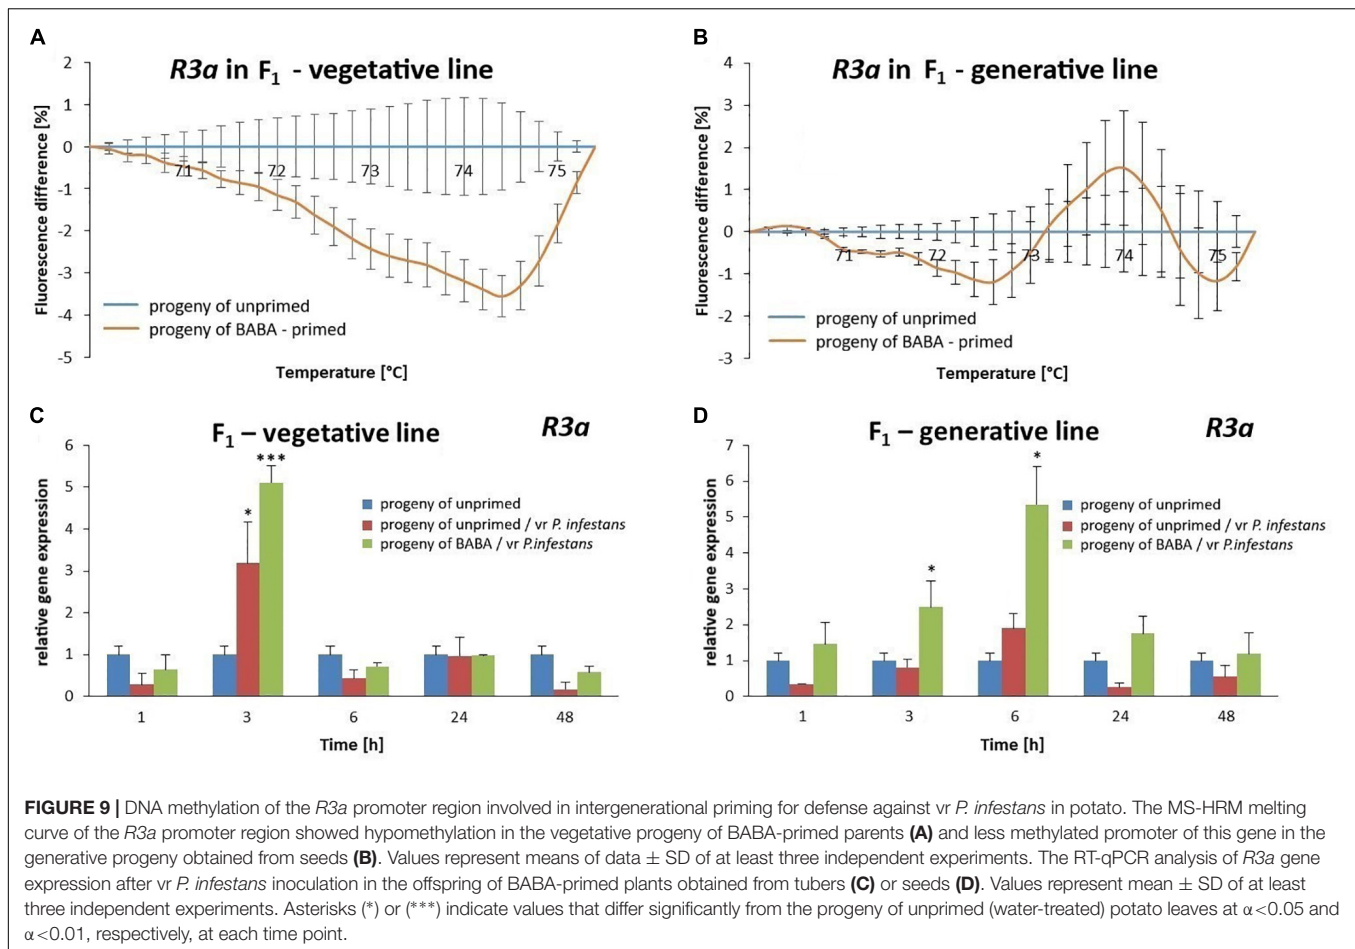 A
R3a in F1 - vegetative line
Fluorescence difference [%]
2
1
0
-1
-2
-3
-4
-5
71 72 73 74 75
progeny of unprimed
progeny of BABA - primed
Temperature [°C]
B
R3a in F1 - generative line
Fluorescence difference [%]
4
3
2
1
0
-1
-2
-3
71 72 73 74 75
progeny of unprimed
progeny of BABA - primed
Temperature [°C]
C
F1 – vegetative line R3a
relative gene expression
6
5
4
3
2
1
0
* ***
progeny of unprimed
progeny of unprimed / vr P. infestans
progeny of BABA / vr P.infestans
1 3 6 24 48
Time [h]
D
F1 – generative line R3a
relative gene expression
7
6
5
4
3
2
1
0
* *
progeny of unprimed
progeny of unprimed / vr P. infestans
progeny of BABA / vr P.infestans
1 3 6 24 48
Time [h]
FIGURE 9 | DNA methylation of the R3a promoter region involved in intergenerational priming for defense against vr P. infestans in potato. The MS-HRM melting
curve of the R3a promoter region showed hypomethylation in the vegetative progeny of BABA-primed parents (A) and less methylated promoter of this gene in the
generative progeny obtained from seeds (B). Values represent means of data ± SD of at least three independent experiments. The RT-qPCR analysis of R3a gene
expression after vr P. infestans inoculation in the offspring of BABA-primed plants obtained from tubers (C) or seeds (D). Values represent mean ± SD of at least
three independent experiments. Asterisks (*) or (***) indicate values that differ significantly from the progeny of unprimed (water-treated) potato leaves at α<0.05 and
α<0.01, respectively, at each time point.